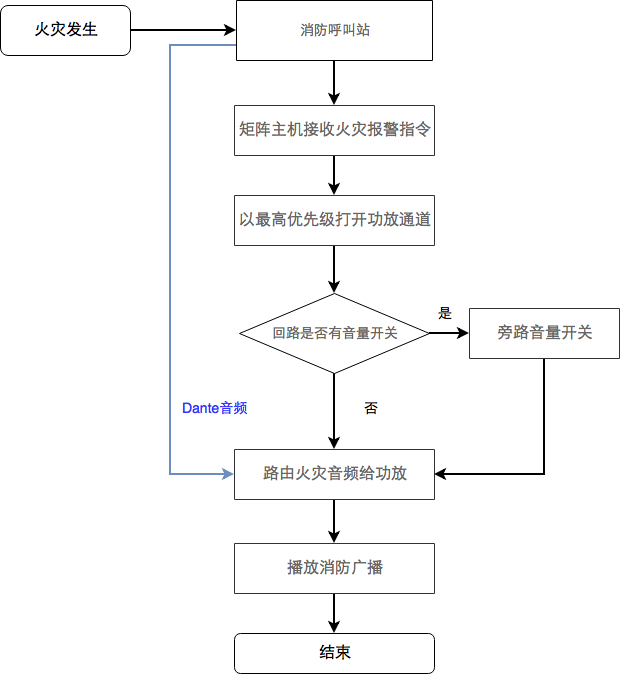 火灾发生
消防呼叫站
矩阵主机接收火灾报警指令
以最高优先级打开功放通道
回路是否有音量开关
是
旁路音量开关
Dante音频
否
路由火灾音频给功放
播放消防广播
结束